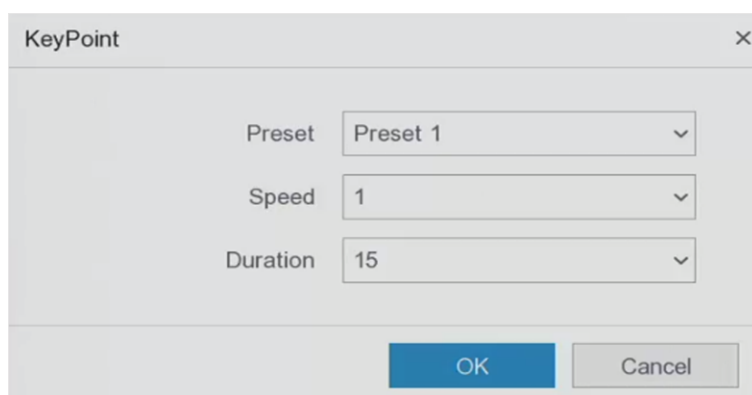 KeyPoint
Preset Preset 1
Speed 1
Duration 15
OK Cancel